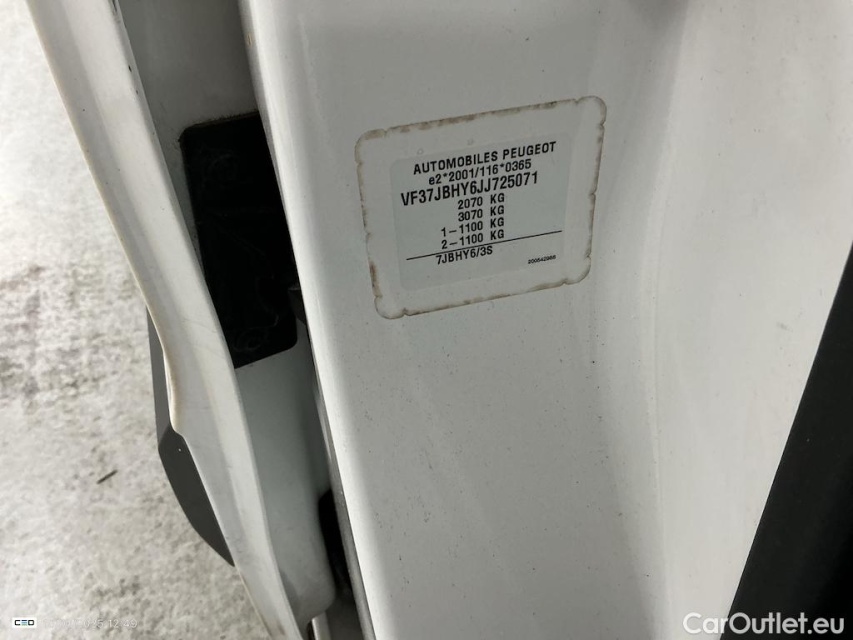 AUTOMOBILES PEUGEOT
e2*2001/116*0365
VF37JBHY6JJ725071
2070 KG
3070 KG
1-1100 KG
2-1100 KG
7JBHY6/3S
CarOutlet.eu